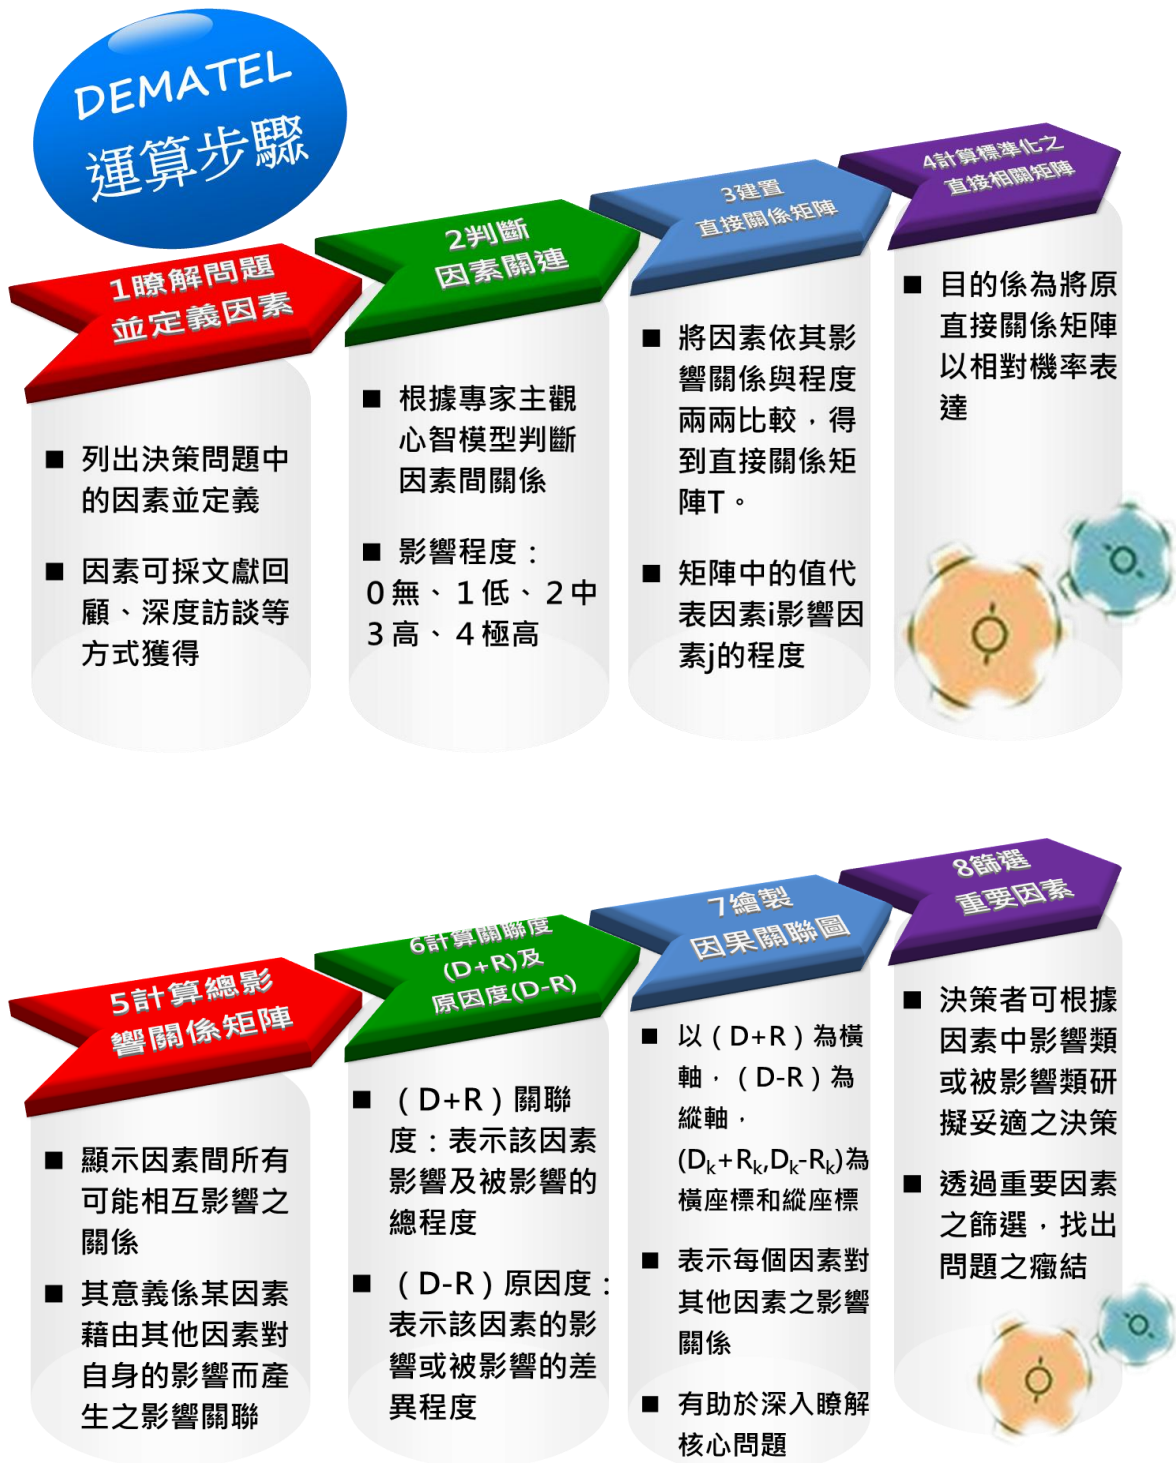 DEMATEL
運算步驟
1瞭解問題
並定義因素
■ 列出決策問題中
的因素並定義
■ 因素可採文獻回
顧、深度訪談等
方式獲得
2判斷
因素關連
■ 根據專家主觀
心智模型判斷
因素間關係
■ 影響程度：
０無、１低、２中
３高、４極高
3建置
直接關係矩陣
■ 將因素依其影
響關係與程度
兩兩比較，得
到直接關係矩
陣T。
■ 矩陣中的值代
表因素i影響因
素j的程度
4計算標準化之
直接相關矩陣
■ 目的係為將原
直接關係矩陣
以相對機率表
達
5計算總影
響關係矩陣
■ 顯示因素間所有
可能相互影響之
關係
■ 其意義係某因素
藉由其他因素對
自身的影響而產
生之影響關聯
6計算關聯度
(D+R)及
原因度(D-R)
■ （D+R）關聯
度：表示該因素
影響及被影響的
總程度
■ （D-R）原因度：
表示該因素的影
響或被影響的差
異程度
7繪製
因果關聯圖
■ 以（D+R）為橫
軸，（D-R）為
縱軸，
(Dk+Rk,Dk-Rk)為
橫座標和縱座標
■ 表示每個因素對
其他因素之影響
關係
■ 有助於深入瞭解
核心問題
8篩選
重要因素
■ 決策者可根據
因素中影響類
或被影響類研
擬妥適之決策
■ 透過重要因素
之篩選，找出
問題之癥結